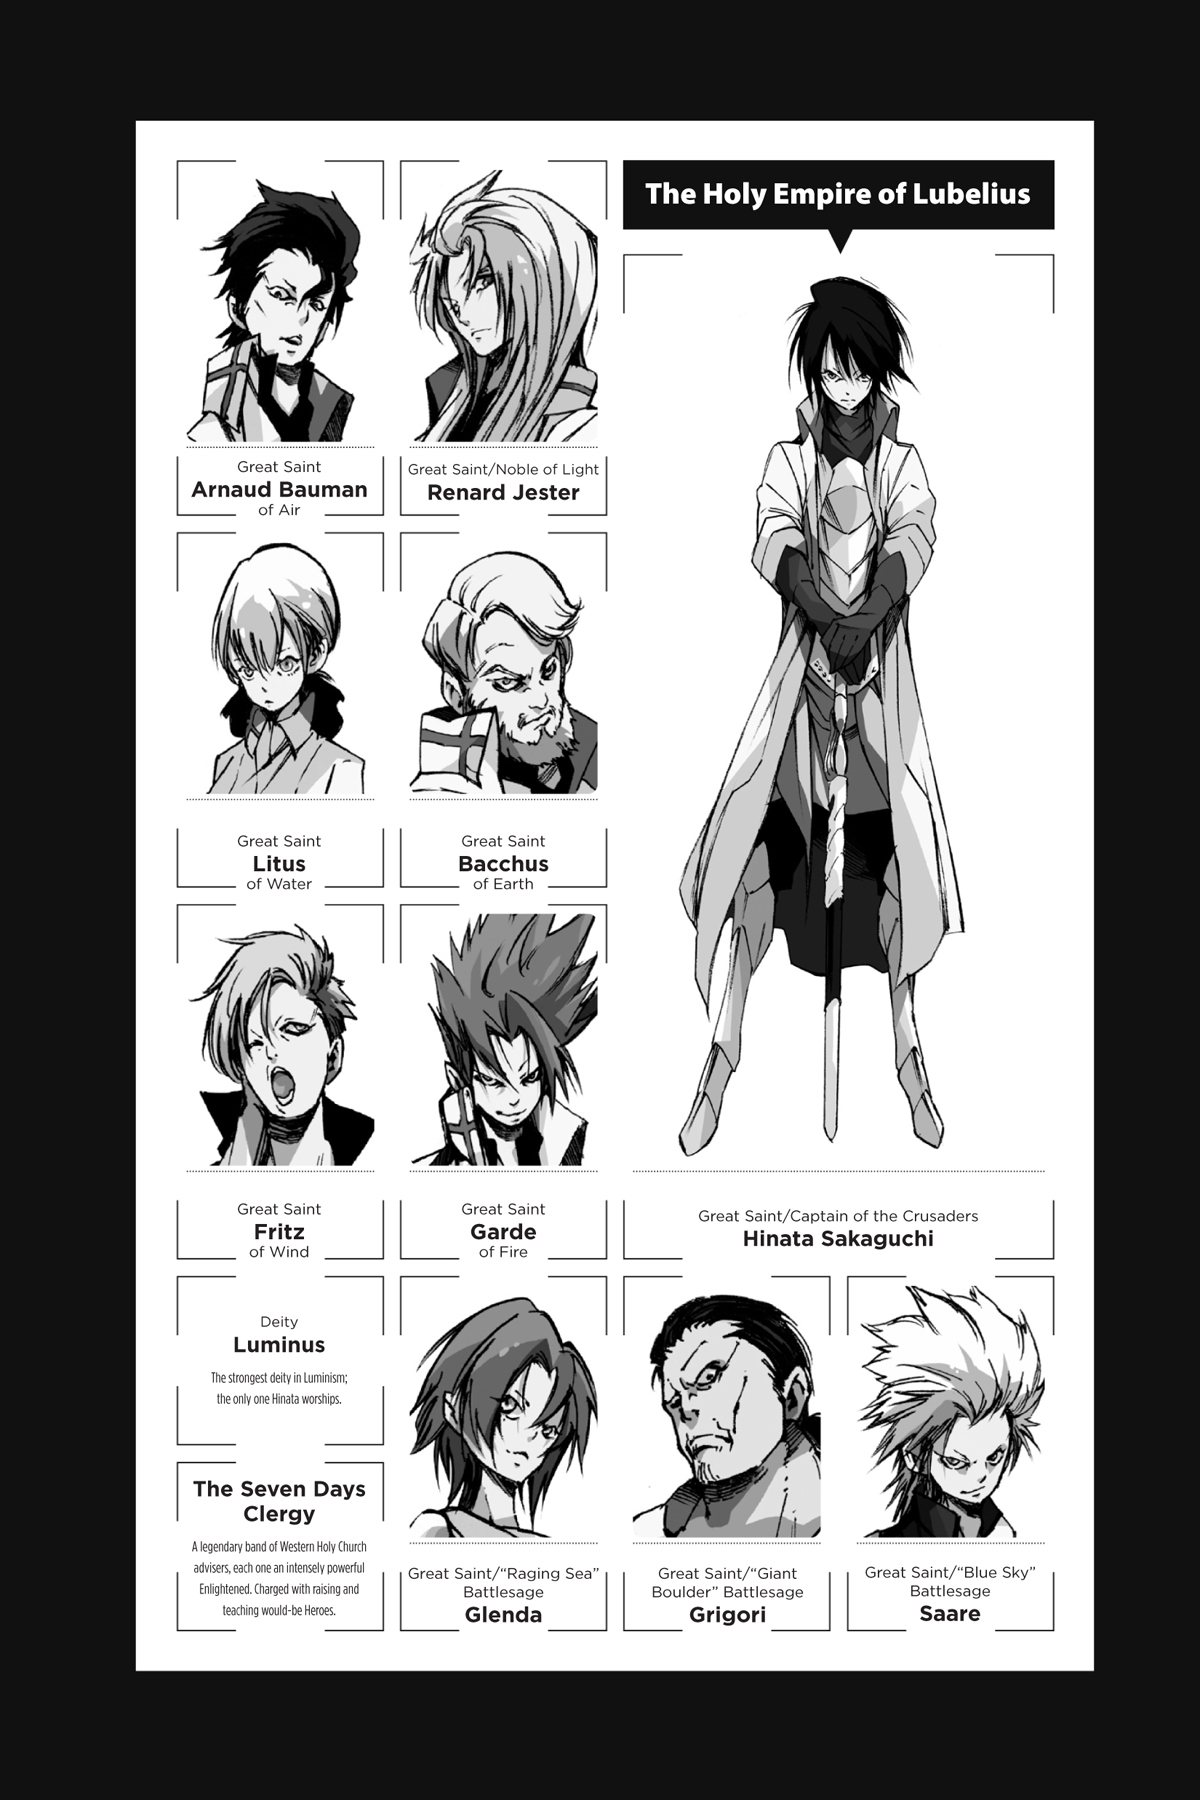 The Holy Empire of Lubelius
Great Saint
Arnaud Bauman
of Air
Great Saint/Noble of Light
Renard Jester
Great Saint
Litus
of Water
Great Saint
Bacchus
of Earth
Great Saint
Fritz
of Wind
Great Saint
Garde
of Fire
Great Saint/Captain of the Crusaders
Hinata Sakaguchi
Deity
Luminus
The strongest deity in Luminism;
the only one Hinata worships.
The Seven Days
Clergy
A legendary band of Western Holy Church
advisers, each one an intensely powerful
Enlightened. Charged with raising and
teaching would-be Heroes.
Great Saint/“Raging Sea”
Battlesage
Glenda
Great Saint/“Giant
Boulder” Battlesage
Grigori
Great Saint/“Blue Sky”
Battlesage
Saare